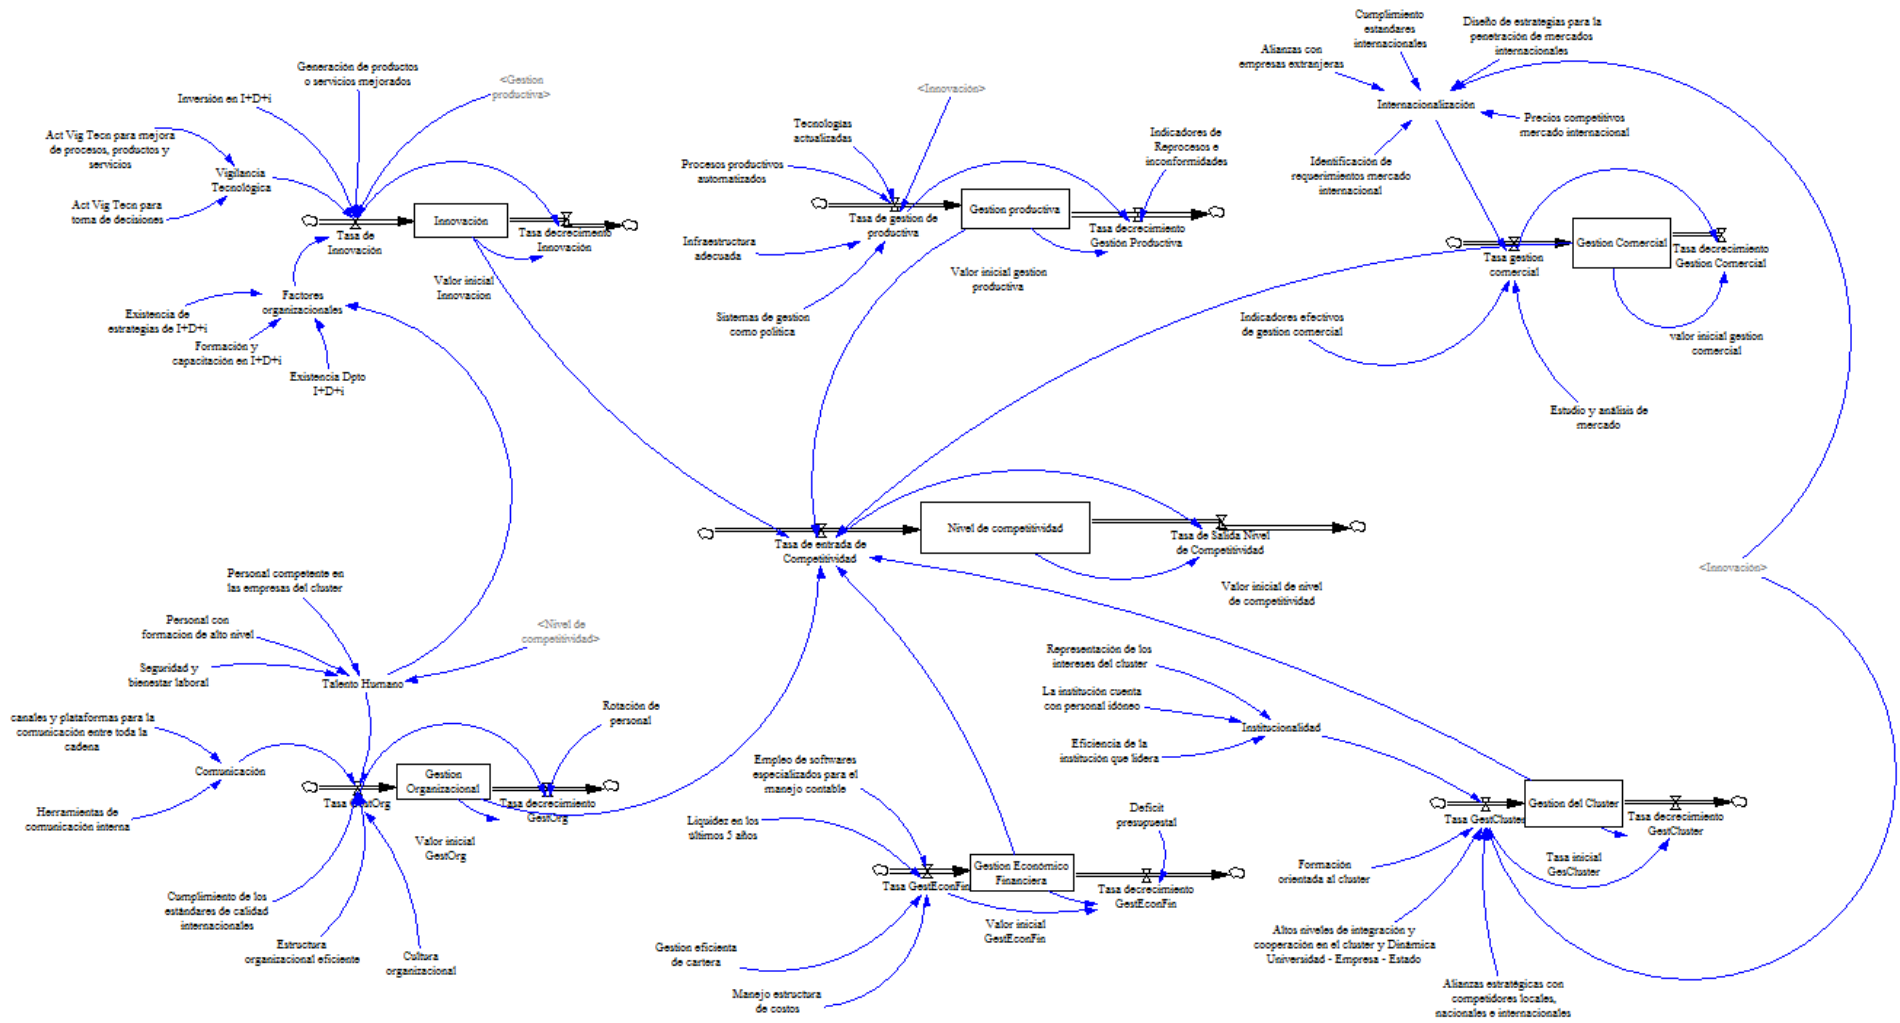 Generación de productos
o servicios mejorados
<Gestion
productiva>
Inversión en I+D+i
Act Vig Tecn para mejora
de procesos, productos y
servicios
Vigilancia
Tecnológica
Act Vig Tecn para
toma de decisiones
Tasa de
Innovación
Innovación
Tasa decrecimiento
Innovación
Valor inicial
Innovacion
Factores
organizacionales
Existencia de
estrategias de I+D+i
Formación y
capacitación en I+D+i
Existencia Dpto
I+D+i
<Innovación>
Tecnologías
actualizadas
Procesos productivos
automatizados
Indicadores de
Reprocesos e
inconformidades
Gestion productiva
Tasa de gestion de
productiva
Tasa decrecimiento
Gestión Productiva
Infraestructura
adecuada
Valor inicial gestion
productiva
Sistemas de gestion
como política
Cumplimiento
estandares
internacionales
Diseño de estrategias para la
penetración de mercados
internacionales
Alianzas con
empresas extranjeras
Internacionalización
Precios competitivos
mercado internacional
Identificación de
requerimientos mercado
internacional
Gestion Comercial
Tasa gestion
comercial
Tasa decrecimiento
Gestion Comercial
Indicadores efectivos
de gestion comercial
valor inicial gestion
comercial
Estudio y análisis de
mercado
Nivel de competitividad
Tasa de entrada de
Competitividad
Tasa de Salida Nivel
de Competitividad
Valor inicial de nivel
de competitividad
<Innovación>
Personal competente en
las empresas del cluster
Personal con
formacion de alto nivel
<Nivel de
competitividad>
Seguridad y
bienestar laboral
Talento Humano
canales y plataformas para la
comunicación entre toda la
cadena
Rotación de
personal
Comunicación
Gestion
Organizacional
Tasa GestOrg
Tasa decrecimiento
GestOrg
Herramientas de
comunicación interna
Valor inicial
GestOrg
Cumplimiento de los
estándares de calidad
internacionales
Estructura
organizacional eficiente
Cultura
organizacional
Empleo de softwares
especializados para el
manejo contable
Liquidez en los
últimos 5 años
Deficit
presupuestal
Gestion Económico
Financiera
Tasa GestEconFin
Tasa decrecimiento
GestEconFin
Valor inicial
GestEconFin
Gestion eficienta
de cartera
Manejo estructura
de costos
Representación de los
intereses del cluster
La institución cuenta
con personal idóneo
Institucionalidad
Eficiencia de la
institución que lidera
Gestion del Cluster
Tasa GestCluster
Tasa decrecimiento
GestCluster
Formación
orientada al cluster
Tasa inicial
GesCluster
Altos niveles de integración y
cooperación en el cluster y Dinámica
Universidad - Empresa - Estado
Alianzas estratégicas con
competidores locales,
nacionales e internacionales